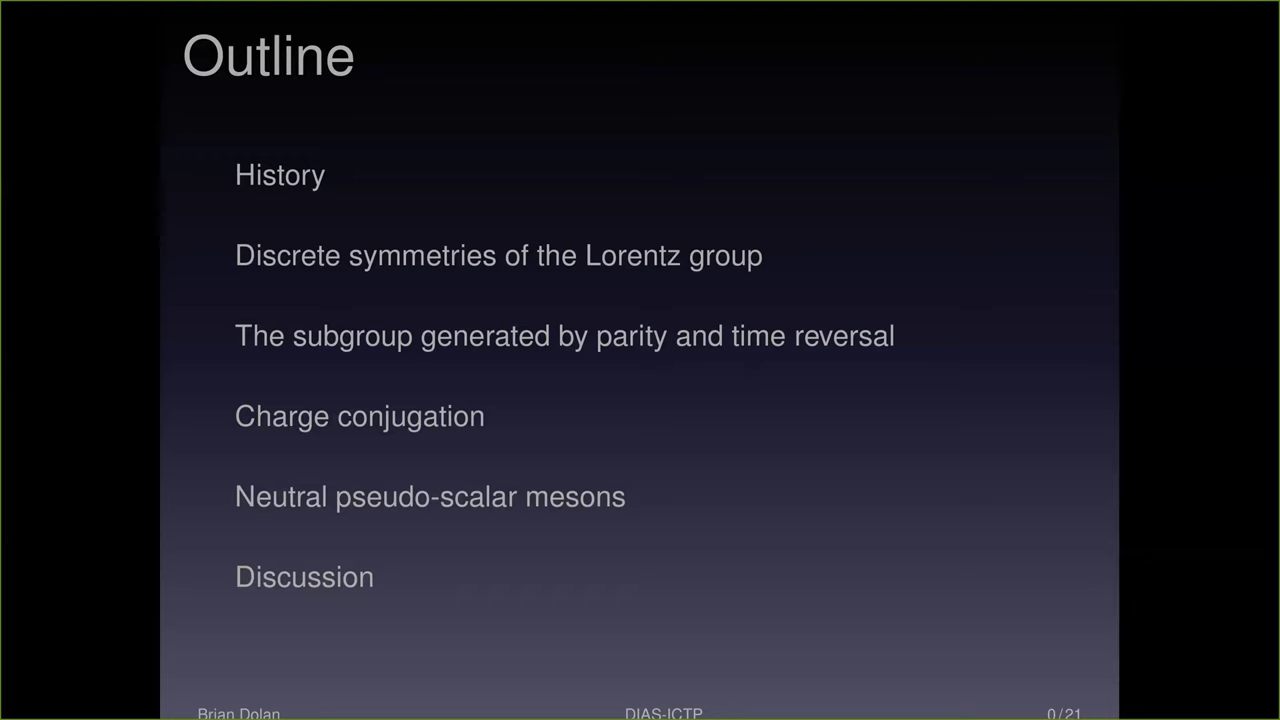 Outline
History
Discrete symmetries of the Lorentz group
The subgroup generated by parity and time reversal
Charge conjugation
Neutral pseudo-scalar mesons
Discussion
Brian Dolan DIAS-ICTP 0/21